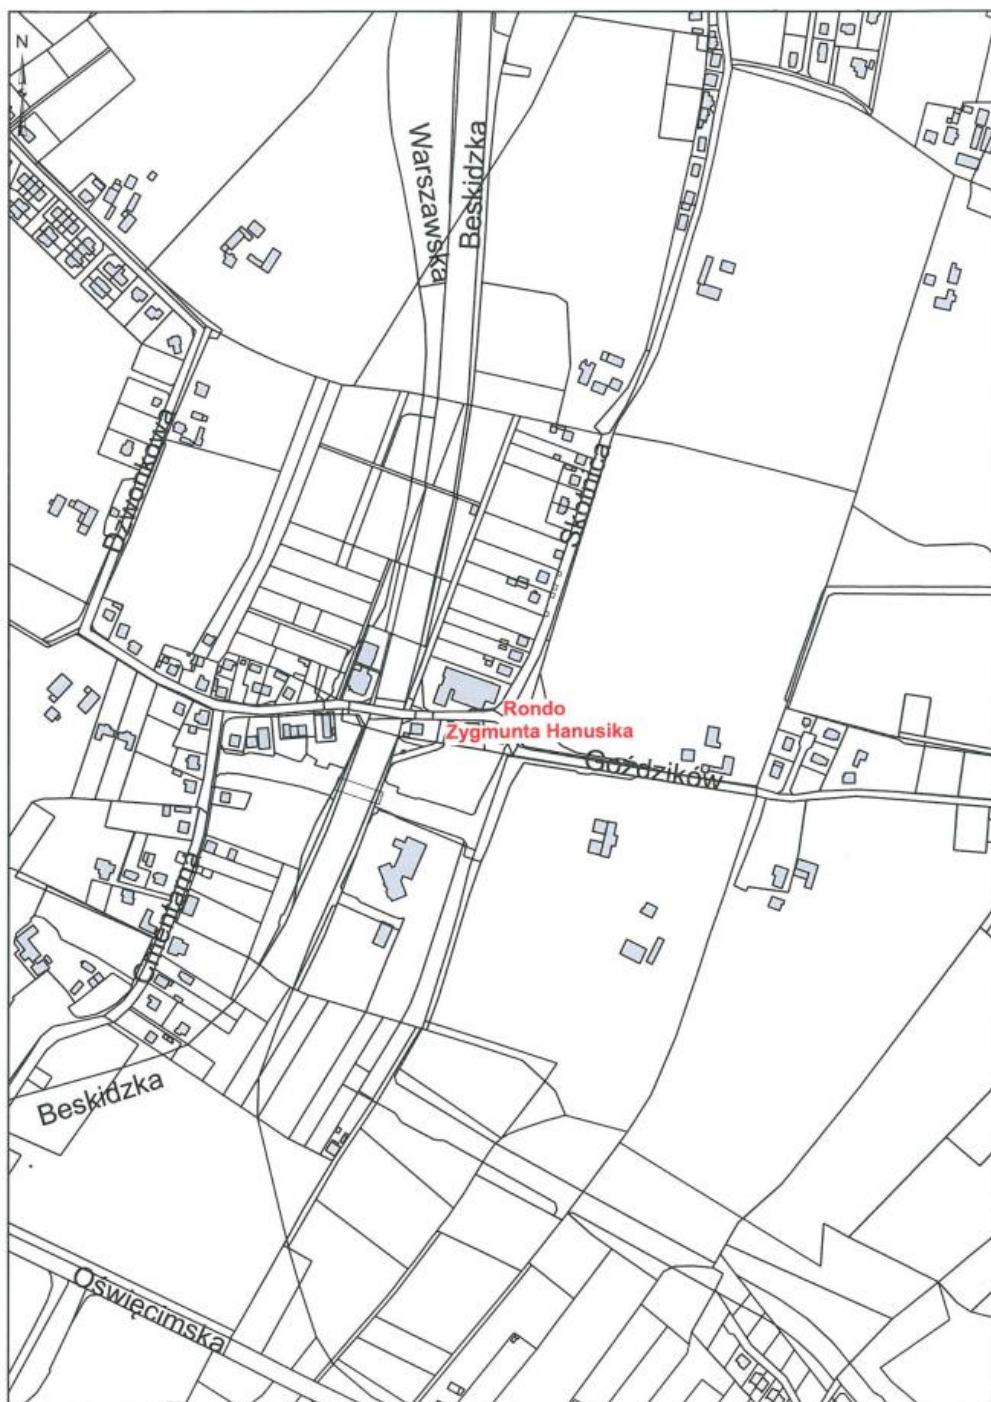 N
Warszawska
Beskidzka
Dzwonkowa
Skotnica
Rondo
Zygmunta Hanusika
Goździków
Cmentarna
Beskidzka
Oświęcimska